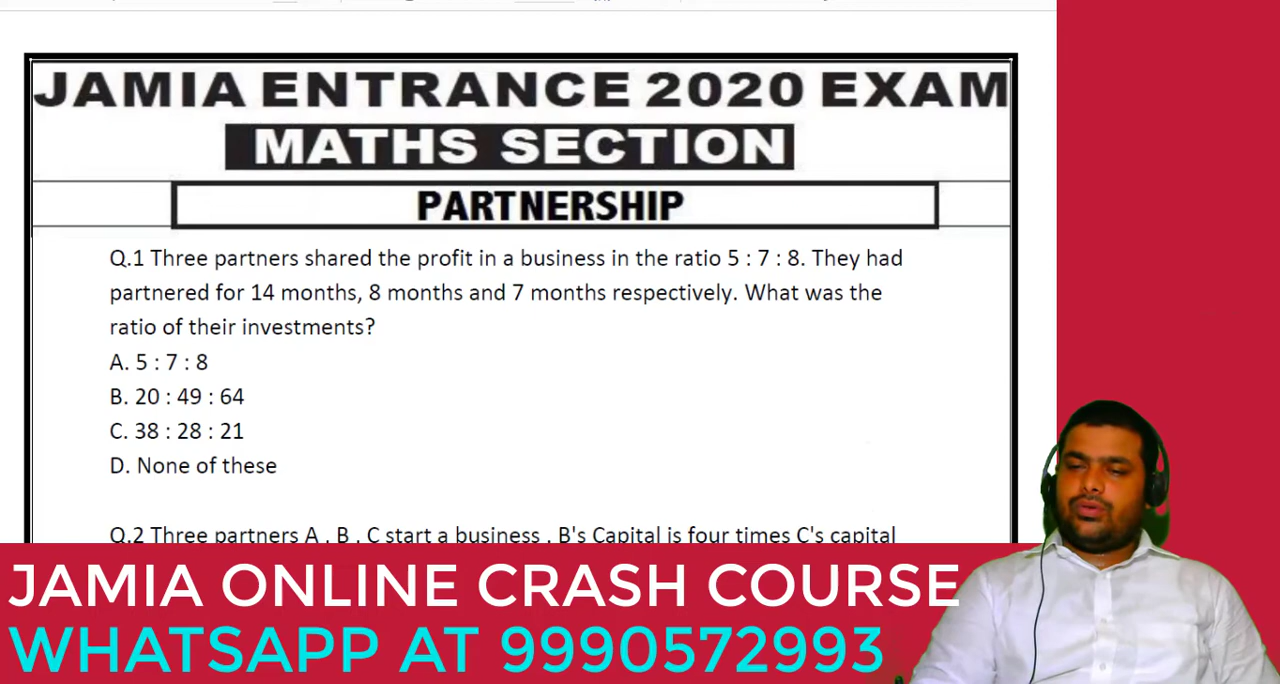 JAMIA ENTRANCE 2020 EXAM
MATHS SECTION
PARTNERSHIP
Q.1 Three partners shared the profit in a business in the ratio 5 : 7 : 8. They had
partnered for 14 months, 8 months and 7 months respectively. What was the
ratio of their investments?
A. 5 : 7 : 8
B. 20 : 49 : 64
C. 38 : 28 : 21
D. None of these
Q.2 Three partners A , B , C start a business . B's Capital is four times C's capital
JAMIA ONLINE CRASH COURSE
WHATSAPP AT 9990572993